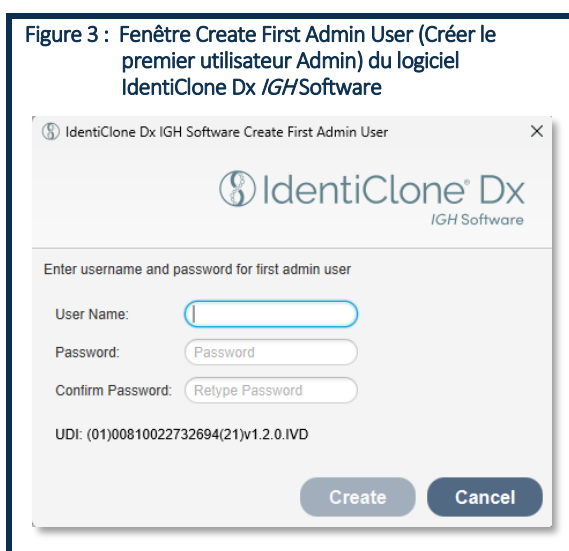 Figure 3 : Fenêtre Create First Admin User (Créer le
premier utilisateur Admin) du logiciel
IdentiClone Dx IGH Software
IdentiClone Dx IGH Software Create First Admin User
IdentiClone® Dx
IGH Software
Enter username and password for first admin user
User Name:
Password: Password
Confirm Password: Retype Password
UDI: (01)00810022732694(21)v1.2.0.IVD
Create Cancel